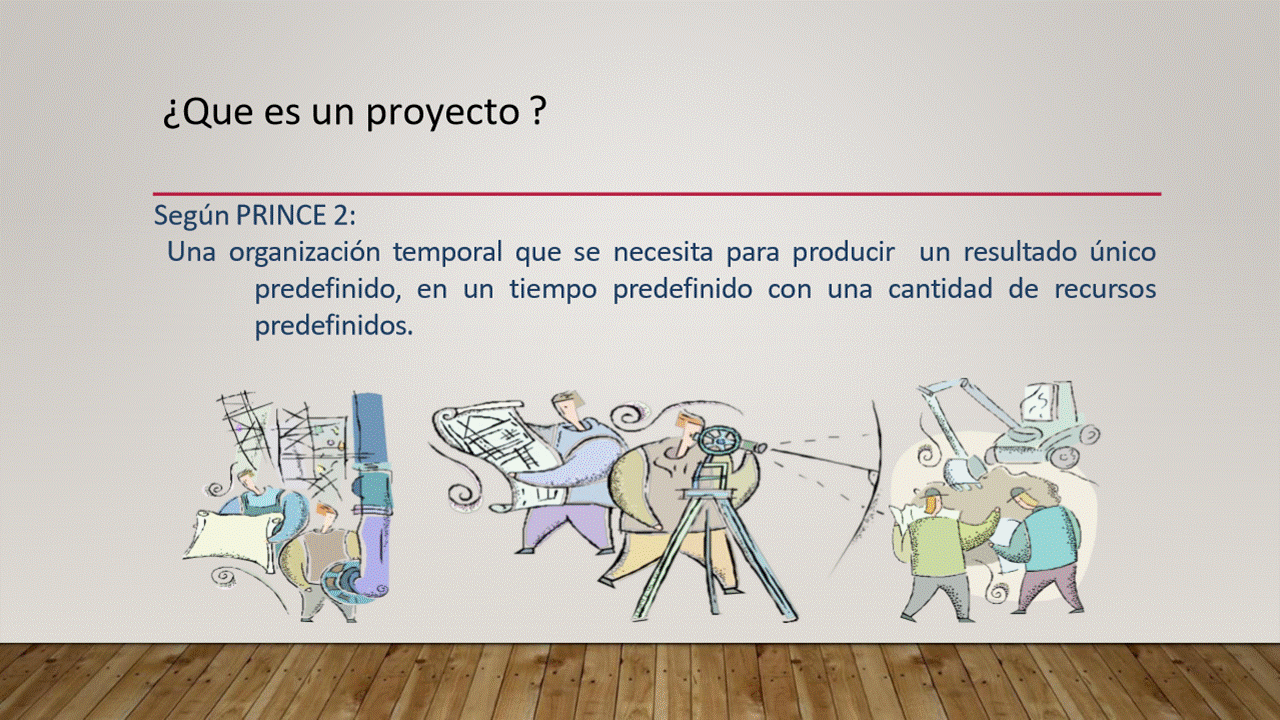 ¿Que es un proyecto ?
Según PRINCE 2:
Una organización temporal que se necesita para producir un resultado único
predefinido, en un tiempo predefinido con una cantidad de recursos
predefinidos.